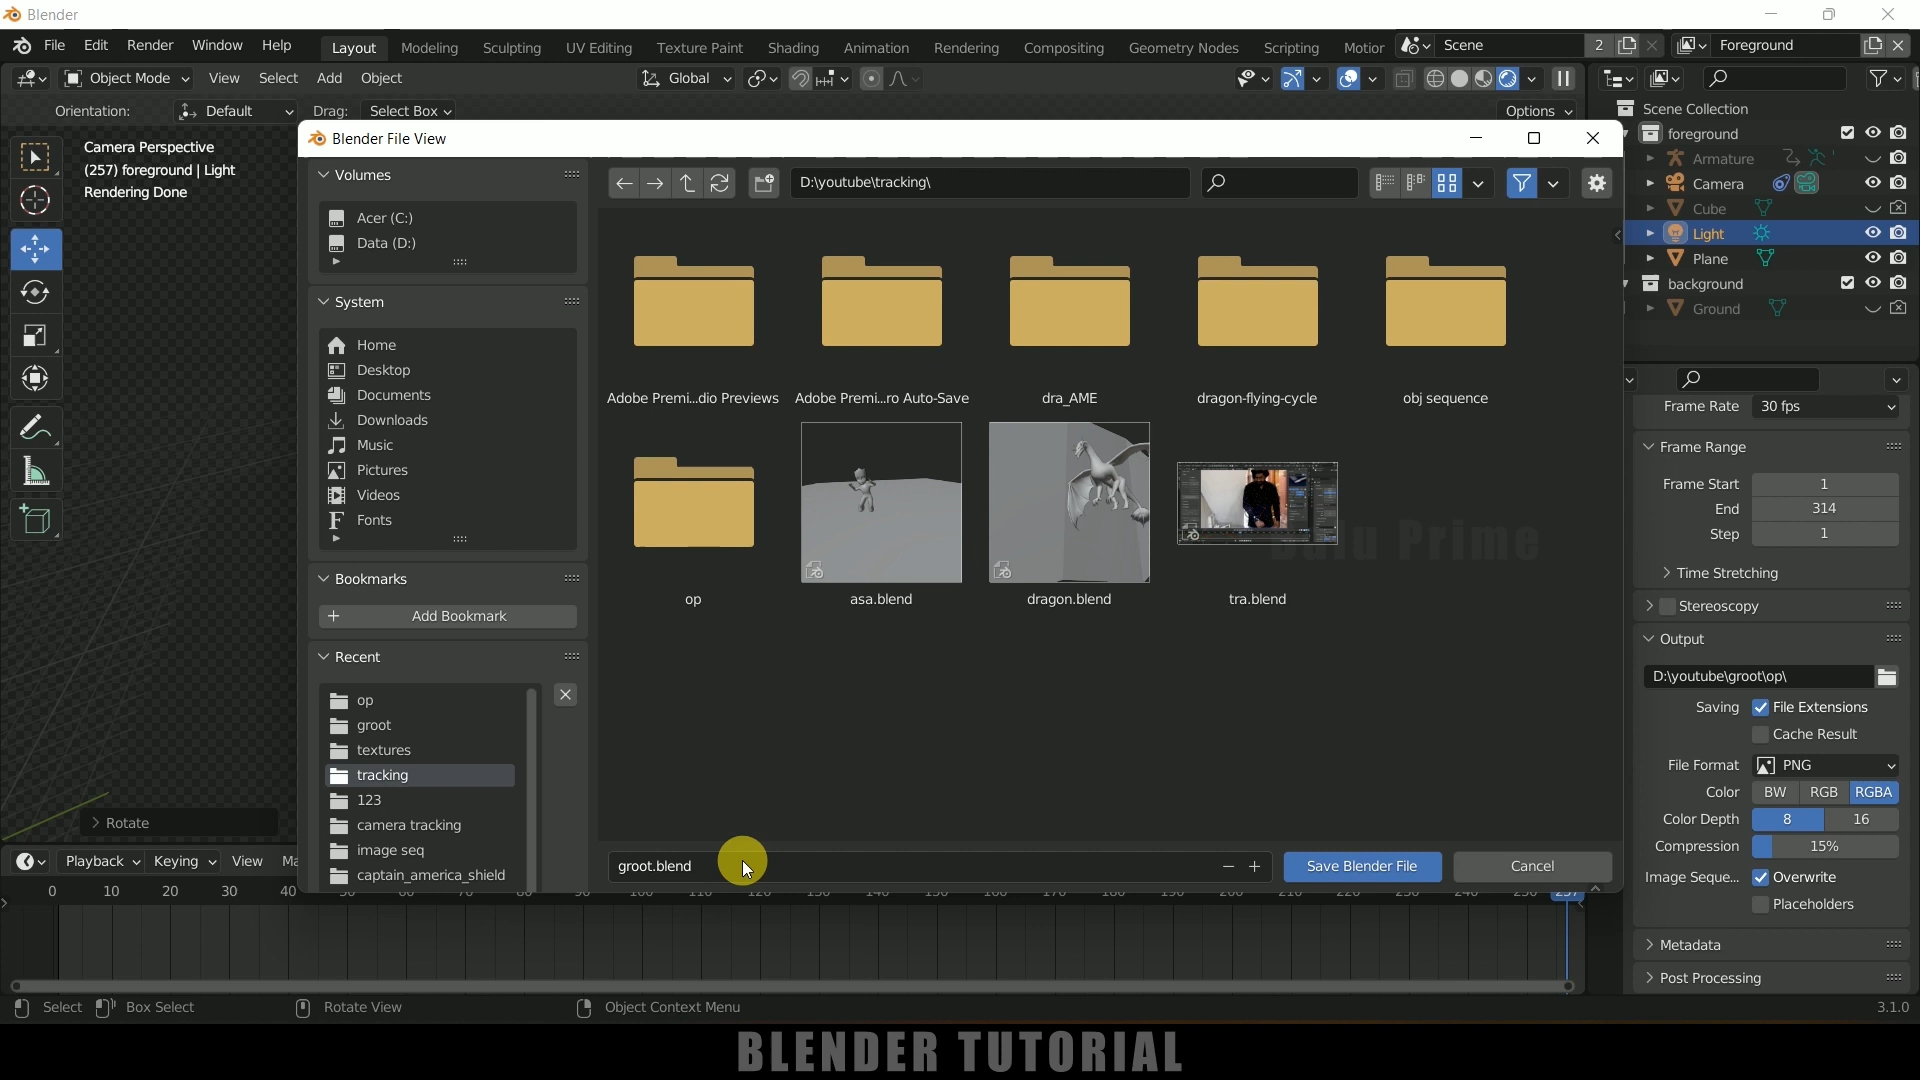 Blender
File Edit Render Window Help Layout Modeling Sculpting UV Editing Texture Paint Shading Animation Rendering Compositing Geometry Nodes Scripting Scene 2 Foreground
Object Mode View Select Add Object Global
Orientation: Default Drag: Select Box Options
Camera Perspective
(257) foreground | Light
Rendering Done
Blender File View
Volumes
Acer (C:)
Data (D:)
System
Home
Desktop
Documents
Downloads
Music
Pictures
Videos
Fonts
Bookmarks
Add Bookmark
Recent
op
groot
textures
tracking
123
camera tracking
image seq
captain_america_shield
D:\youtube\tracking\
Adobe Premi...dio Previews Adobe Premi...ro Auto-Save dra_AME dragon-flying-cycle obj sequence
op asa.blend dragon.blend tra.blend
Prime
groot.blend Save Blender File Cancel
Scene Collection
foreground
Armature
Camera
Cube
Light
Plane
background
Ground
Frame Rate 30 fps
Frame Range
Frame Start 1
End 314
Step 1
Time Stretching
Stereoscopy
Output
D:\youtube\groot\op\
Saving File Extensions
Cache Result
File Format PNG
Color BW RGB RGBA
Color Depth 8 16
Compression 15%
Image Seque... Overwrite
Placeholders
Metadata
Post Processing
Rotate
Playback Keying View
0 10 20 30 40
Select Box Select Rotate View Object Context Menu 3.1.0
BLENDER TUTORIAL